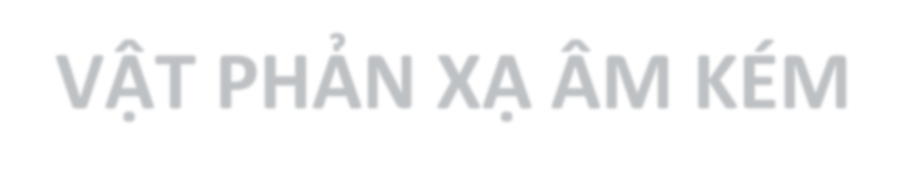 VẬT PHẢN XẠ ÂM KÉM